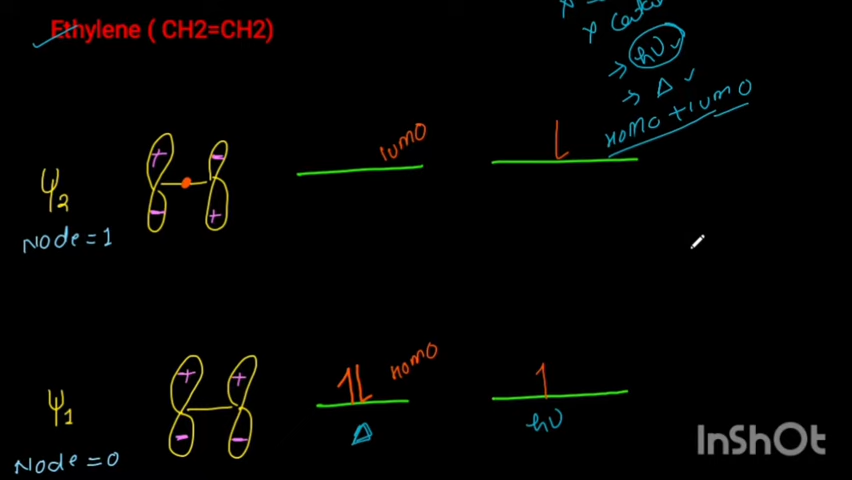 Ethylene ( CH2=CH2)
→ hν ✓
→ Δ ✓
HOMO + LUMO
LUMO
Ψ2
+ -
- +
Node = 1
HOMO
Ψ1
+ +
- -
Δ
hν
Node = 0
InShOt